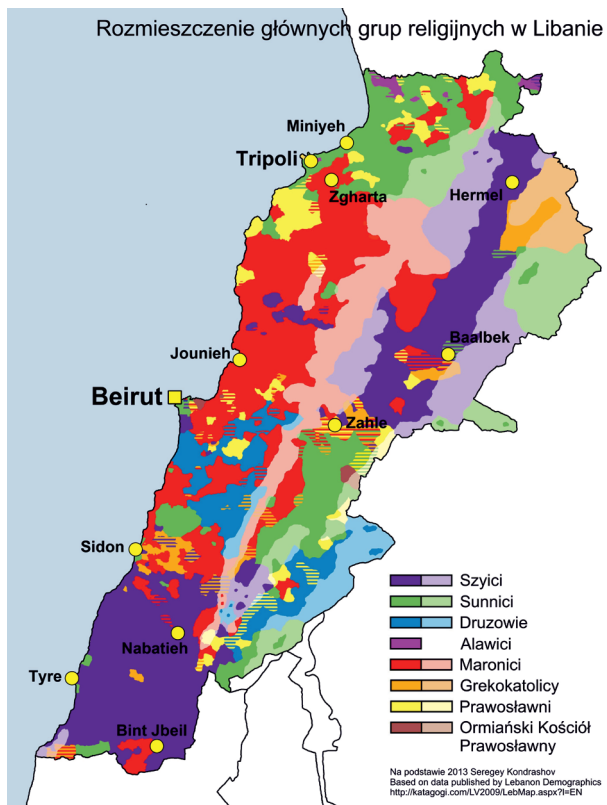 Rozmieszczenie głównych grup religijnych w Libanie
Miniyeh
Tripoli
Zgharta
Hermel
Jounieh
Baalbek
Beirut
Zahle
Sidon
Nabatieh
Tyre
Bint Jbeil
Szyici
Sunnici
Druzowie
Alawici
Maronici
Grekokatolicy
Prawosławni
Ormiański Kościół
Prawosławny
Na podstawie 2013 Seregey Kondrashov
Based on data published by Lebanon Demographics
http://katagogi.com/LV2009/LebMap.aspx?l=EN